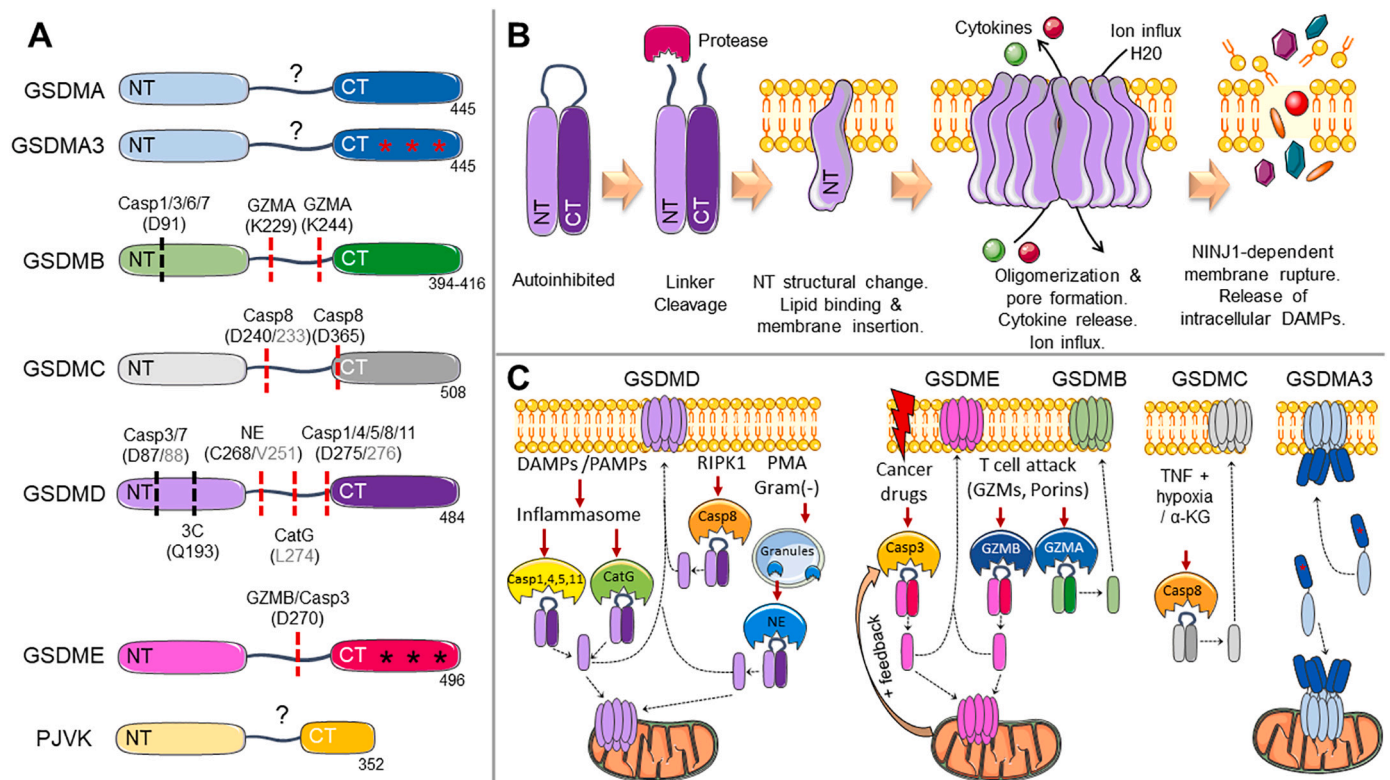 A
GSDMA
NT
?
CT
445
GSDMA3
NT
?
CT * * *
445
Casp1/3/6/7
(D91)
GZMA
(K229)
GZMA
(K244)
GSDMB
NT
CT
394-416
Casp8
(D240/233)
Casp8
(D365)
GSDMC
NT
CT
508
Casp3/7
(D87/88)
NE
(C268/V251)
Casp1/4/5/8/11
(D275/276)
GSDMD
NT
CT
484
3C
(Q193)
CatG
(L274)
GZMB/Casp3
(D270)
GSDME
NT
CT * * *
496
PJVK
NT
?
CT
352
B
Protease
Cytokines
Ion influx
H20
NT
CT
NT
CT
NT
Autoinhibited
Linker
Cleavage
NT structural change.
Lipid binding &
membrane insertion.
Oligomerization &
pore formation.
Cytokine release.
Ion influx.
NINJ1-dependent
membrane rupture.
Release of
intracellular DAMPs.
C
GSDMD
GSDME
GSDMB
GSDMC
GSDMA3
DAMPs /PAMPs
Inflammasome
Casp1,4,5,11
CatG
RIPK1
Casp8
PMA
Gram(-)
Granules
NE
Cancer
drugs
Casp3
+ feedback
T cell attack
(GZMs, Porins)
GZMB
GZMA
TNF +
hypoxia
/ α-KG
Casp8